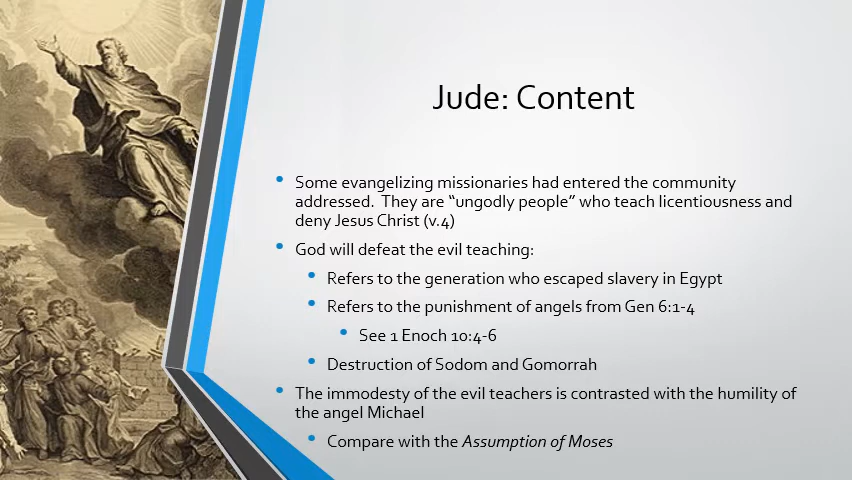 Jude: Content
• Some evangelizing missionaries had entered the community
addressed.  They are “ungodly people” who teach licentiousness and
deny Jesus Christ (v.4)
• God will defeat the evil teaching:
• Refers to the generation who escaped slavery in Egypt
• Refers to the punishment of angels from Gen 6:1-4
• See 1 Enoch 10:4-6
• Destruction of Sodom and Gomorrah
• The immodesty of the evil teachers is contrasted with the humility of
the angel Michael
• Compare with the Assumption of Moses